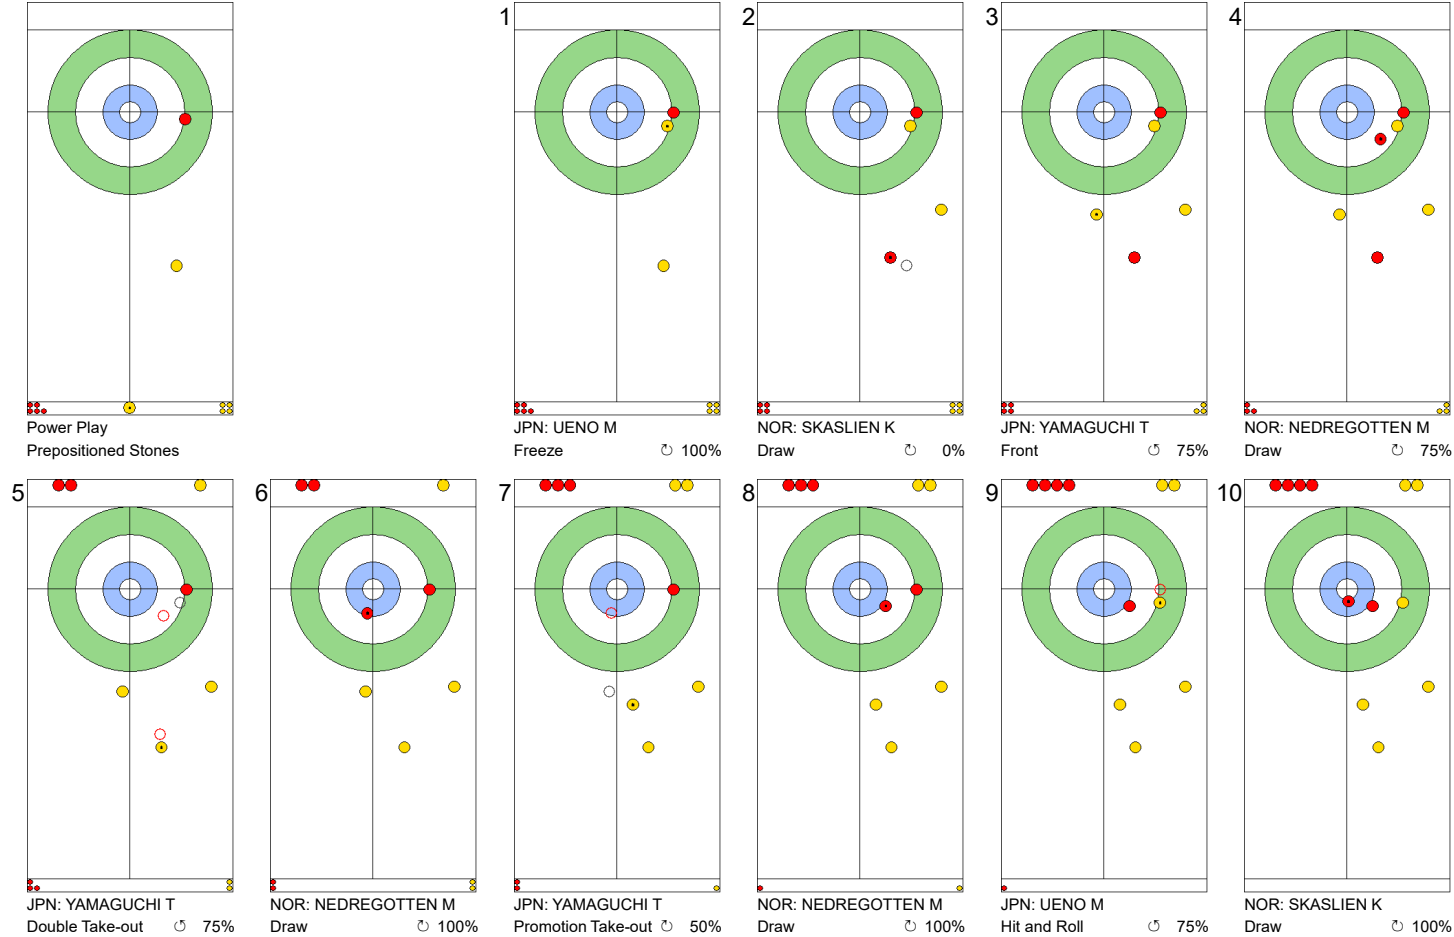 1
2
3
4
Power Play
Prepositioned Stones
JPN: UENO M
Freeze ↻ 100%
NOR: SKASLIEN K
Draw ↻ 0%
JPN: YAMAGUCHI T
Front ↺ 75%
NOR: NEDREGOTTEN M
Draw ↻ 75%
5
6
7
8
9
10
JPN: YAMAGUCHI T
Double Take-out ↺ 75%
NOR: NEDREGOTTEN M
Draw ↻ 100%
JPN: YAMAGUCHI T
Promotion Take-out ↻ 50%
NOR: NEDREGOTTEN M
Draw ↻ 100%
JPN: UENO M
Hit and Roll ↺ 75%
NOR: SKASLIEN K
Draw ↻ 100%